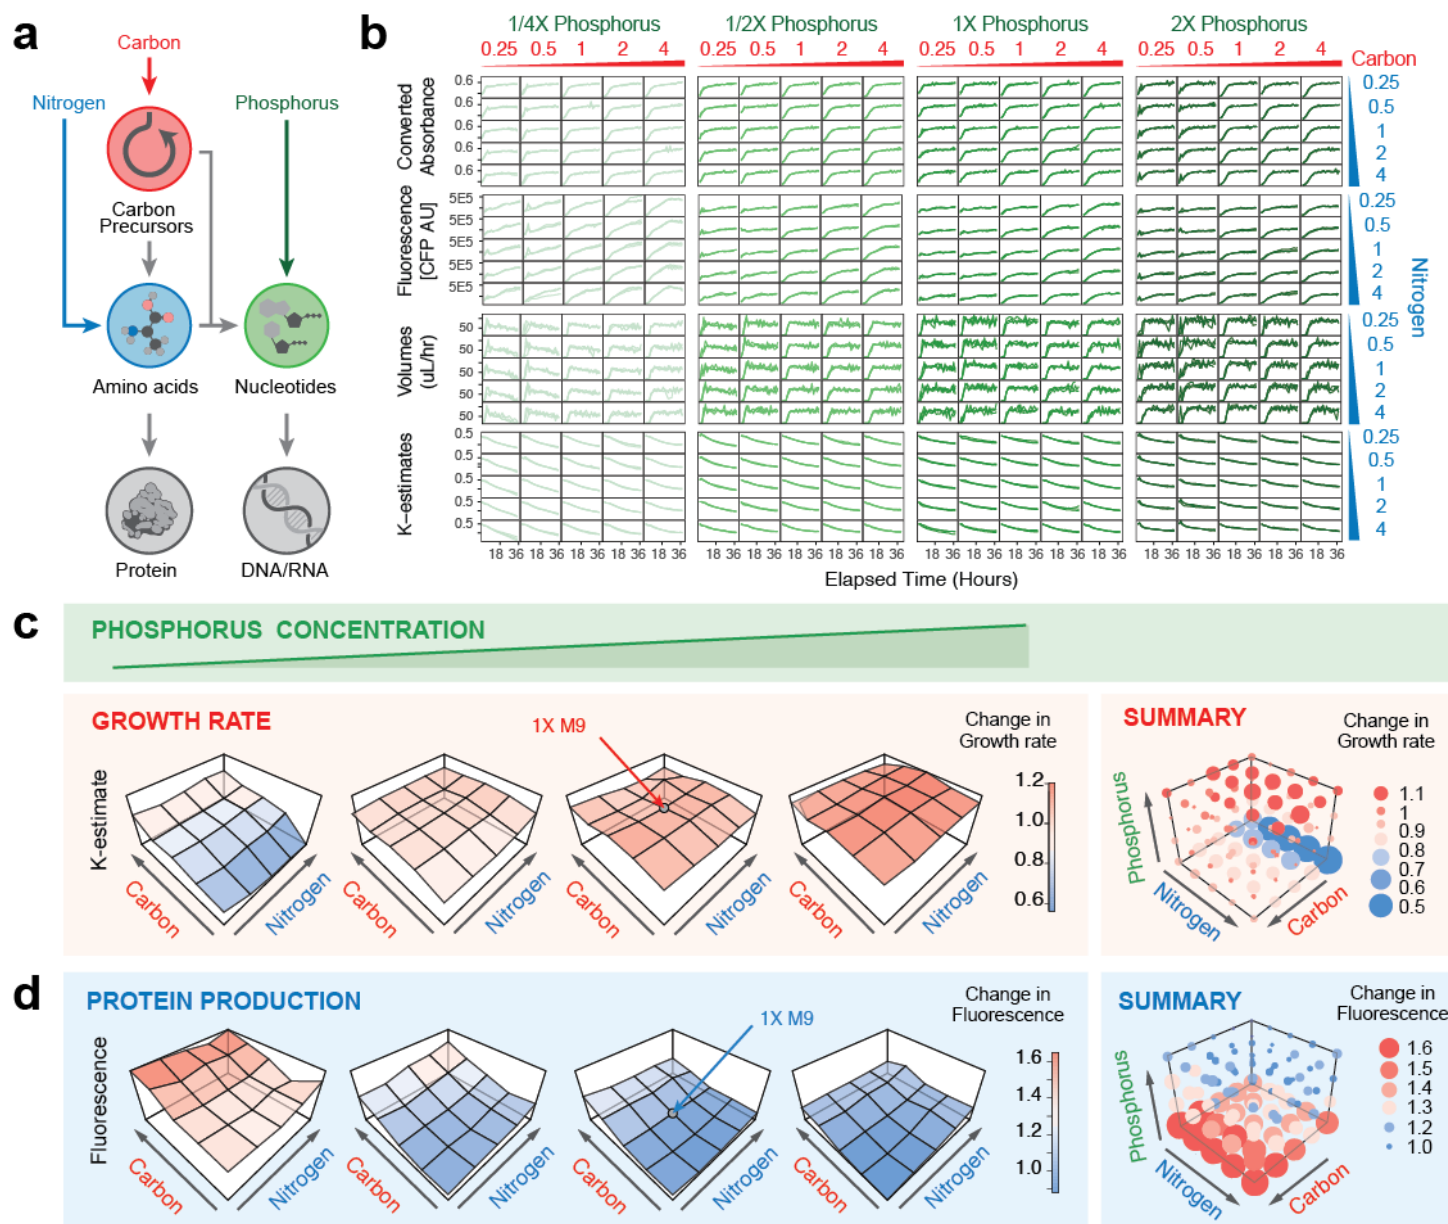 a
Carbon
Nitrogen
Phosphorus
Carbon
Precursors
Amino acids
Nucleotides
Protein
DNA/RNA
b
1/4X Phosphorus
1/2X Phosphorus
1X Phosphorus
2X Phosphorus
0.25 0.5 1 2 4
0.25 0.5 1 2 4
0.25 0.5 1 2 4
0.25 0.5 1 2 4
Carbon
Converted
Absorbance
0.6
0.6
0.6
0.6
0.6
0.25
0.5
1
2
4
Fluorescence
[CFP AU]
5E5
5E5
5E5
5E5
5E5
0.25
0.5
1
2
4
Nitrogen
Volumes
(uL/hr)
50
50
50
50
50
0.25
0.5
1
2
4
K-estimates
0.5
0.5
0.5
0.5
0.5
0.25
0.5
1
2
4
18 36 18 36 18 36 18 36 18 36
18 36 18 36 18 36 18 36 18 36
18 36 18 36 18 36 18 36 18 36
18 36 18 36 18 36 18 36 18 36
Elapsed Time (Hours)
c
PHOSPHORUS CONCENTRATION
GROWTH RATE
1X M9
Change in
Growth rate
1.2
1.0
0.8
0.6
K-estimate
Carbon
Nitrogen
Carbon
Nitrogen
Carbon
Nitrogen
Carbon
Nitrogen
SUMMARY
Change in
Growth rate
1.1
1
0.9
0.8
0.7
0.6
0.5
Phosphorus
Nitrogen
Carbon
d
PROTEIN PRODUCTION
1X M9
Change in
Fluorescence
1.6
1.4
1.2
1.0
Fluorescence
Carbon
Nitrogen
Carbon
Nitrogen
Carbon
Nitrogen
Carbon
Nitrogen
SUMMARY
Change in
Fluorescence
1.6
1.5
1.4
1.3
1.2
1.0
Phosphorus
Nitrogen
Carbon